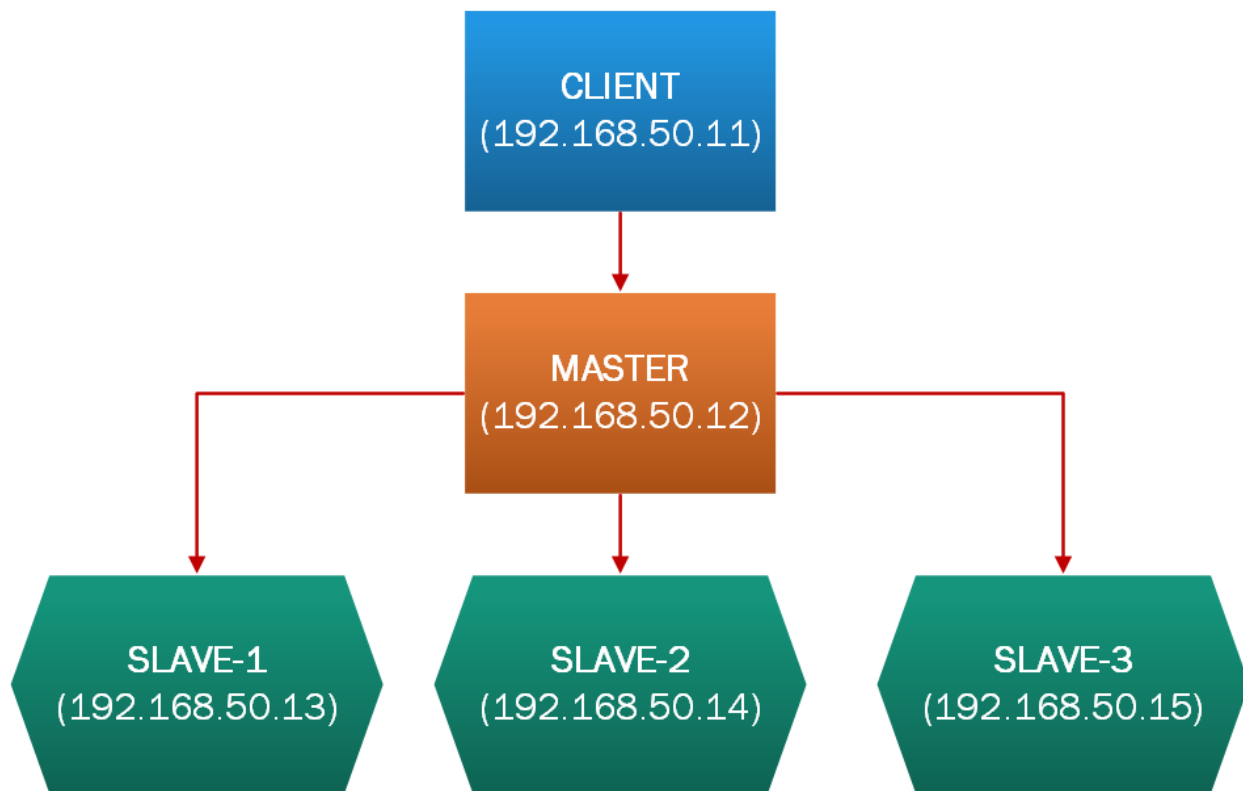 CLIENT
(192.168.50.11)
MASTER
(192.168.50.12)
SLAVE-1
(192.168.50.13)
SLAVE-2
(192.168.50.14)
SLAVE-3
(192.168.50.15)